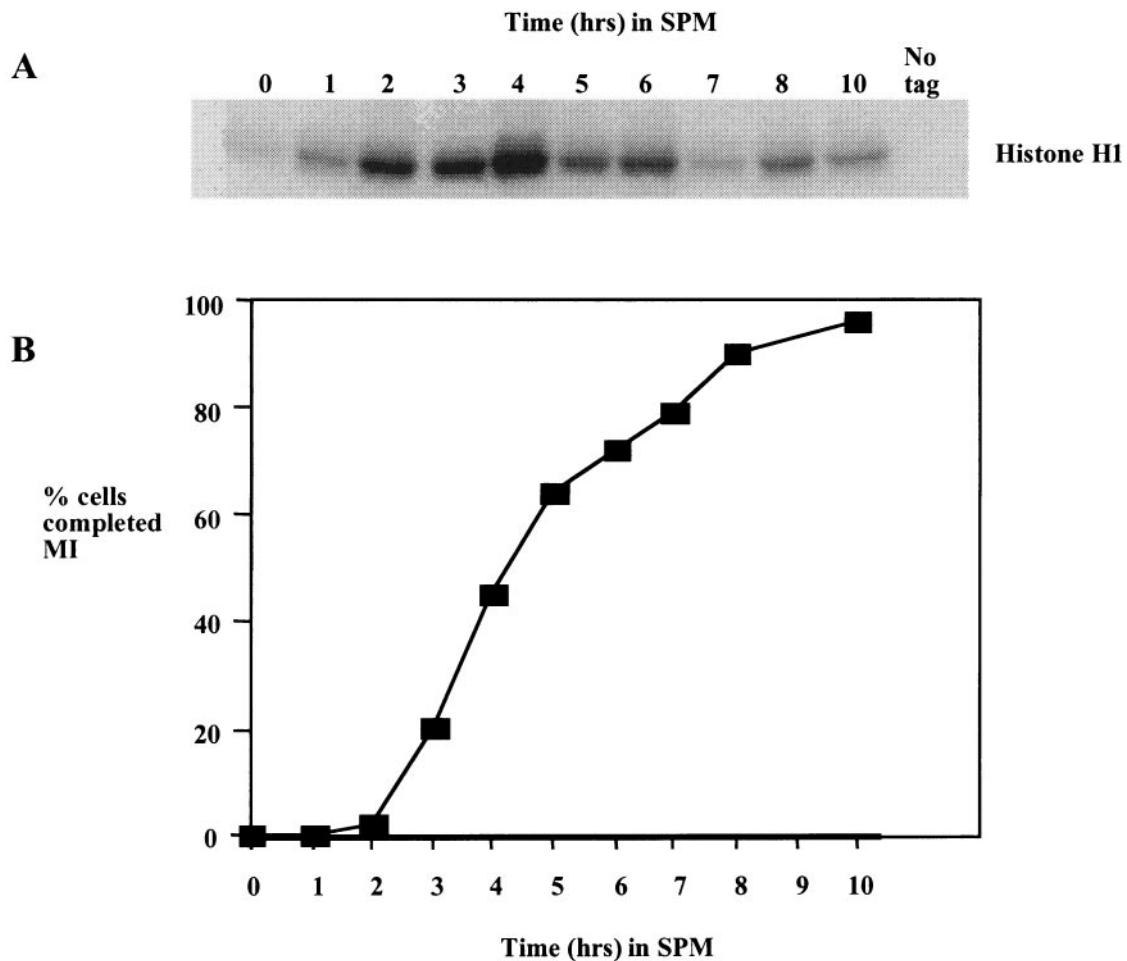 Time (hrs) in SPM
A
0 1 2 3 4 5 6 7 8 10 No tag
Histone H1
B
100
80
60
40
20
0
% cells
completed
MI
0 1 2 3 4 5 6 7 8 9 10
Time (hrs) in SPM